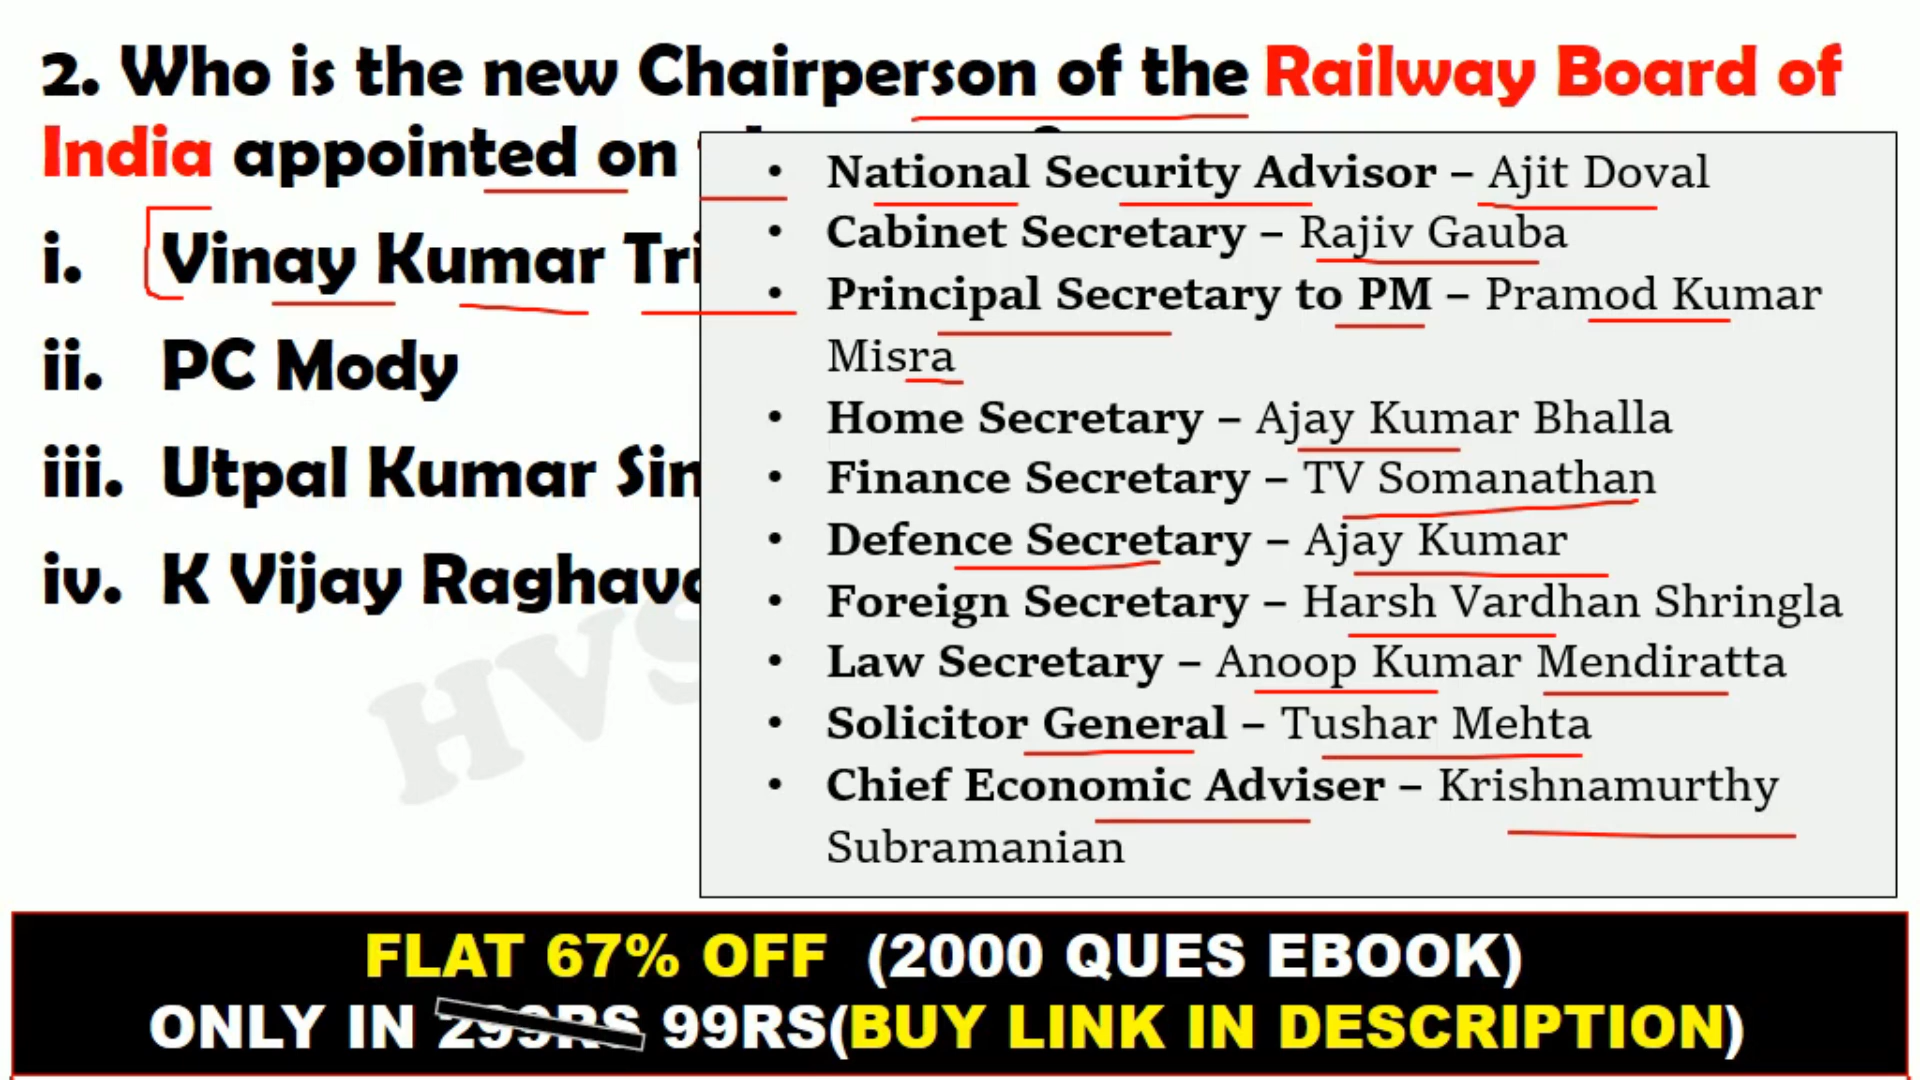 2. Who is the new Chairperson of the Railway Board of
India appointed on
i. Vinay Kumar
ii. PC Mody
iii. Utpal Kumar
iv. K Vijay
• National Security Advisor – Ajit Doval
• Cabinet Secretary – Rajiv Gauba
• Principal Secretary to PM – Pramod Kumar
Misra
• Home Secretary – Ajay Kumar Bhalla
• Finance Secretary – TV Somanathan
• Defence Secretary – Ajay Kumar
• Foreign Secretary – Harsh Vardhan Shringla
• Law Secretary – Anoop Kumar Mendiratta
• Solicitor General – Tushar Mehta
• Chief Economic Adviser – Krishnamurthy
Subramanian
HVS
FLAT 67% OFF (2000 QUES EBOOK)
ONLY IN 299RS 99RS(BUY LINK IN DESCRIPTION)